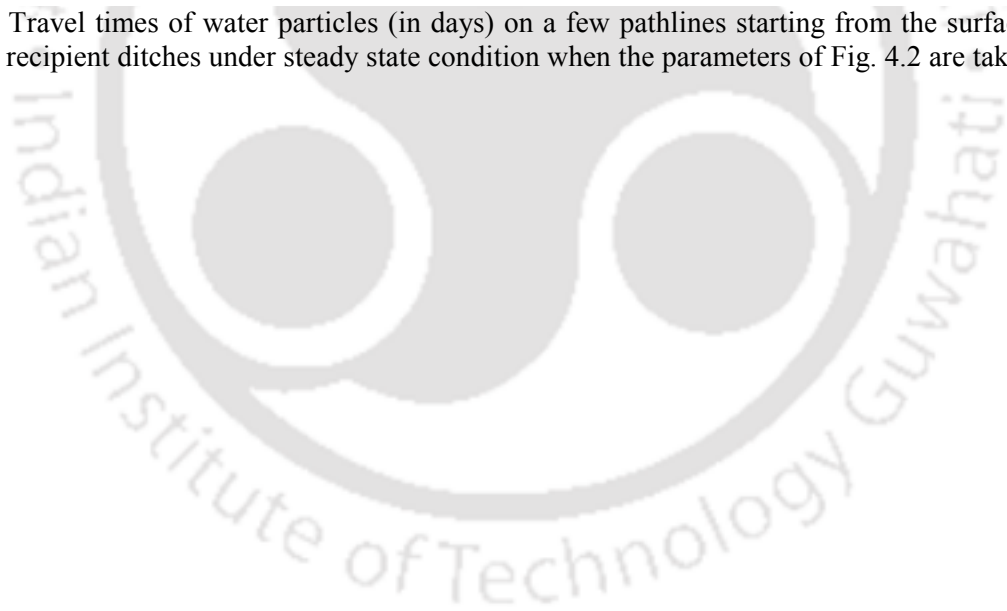 Travel times of water particles (in days) on a few pathlines starting from the surfa
recipient ditches under steady state condition when the parameters of Fig. 4.2 are tak
Indian Institute of Technology Guwahati